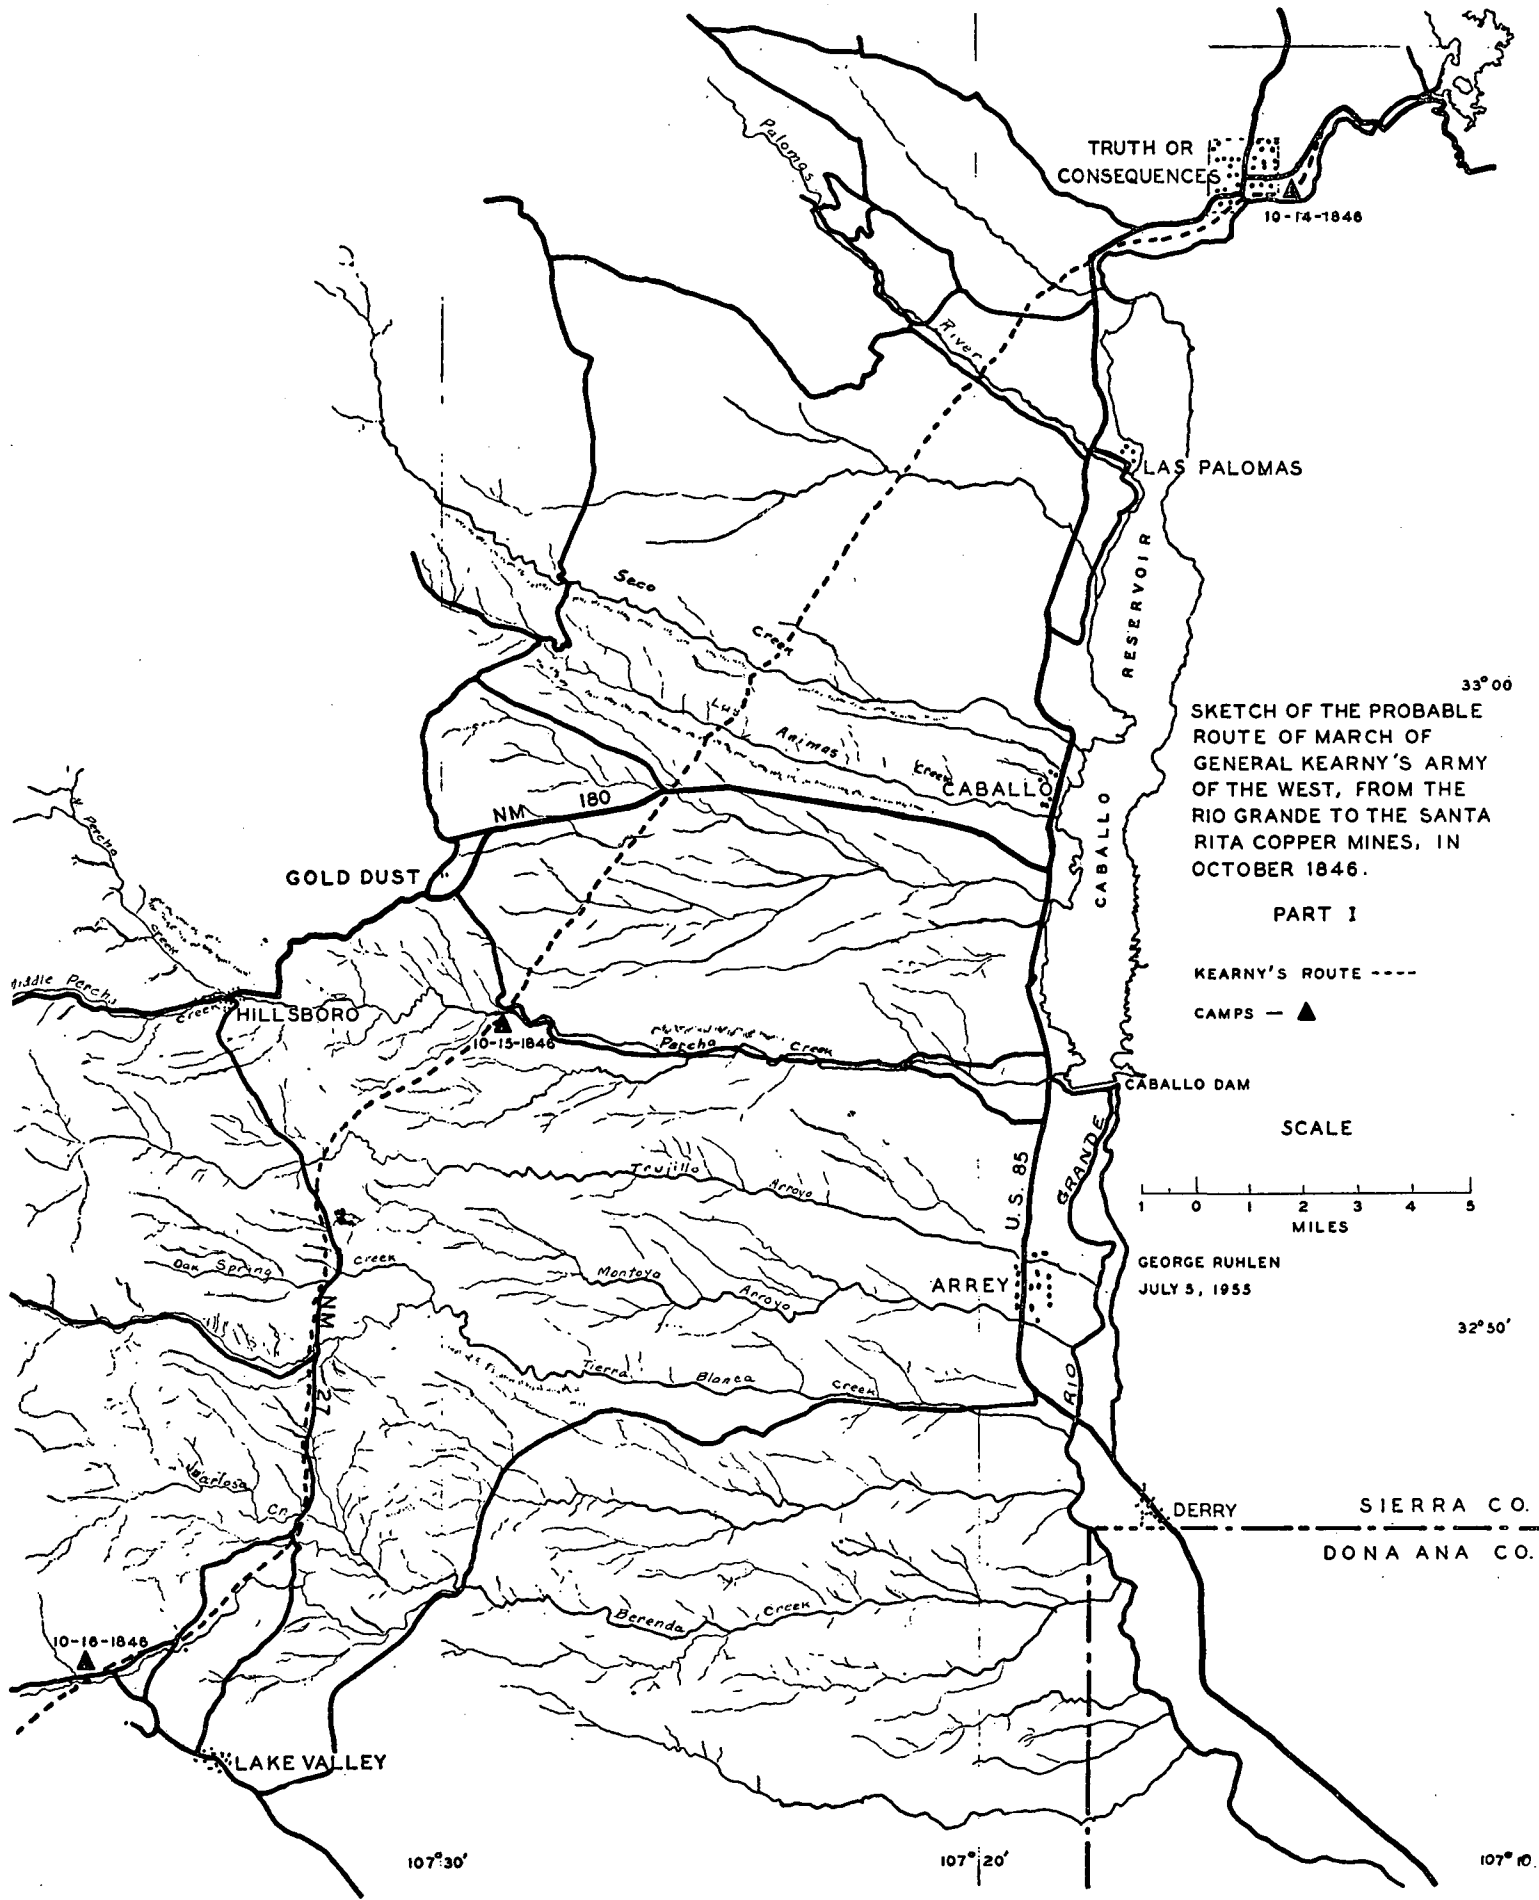 Palomas
TRUTH OR
CONSEQUENCES
10-14-1846
River
LAS PALOMAS
RESERVOIR
Seco
Creek
33°00
SKETCH OF THE PROBABLE
ROUTE OF MARCH OF
GENERAL KEARNY'S ARMY
OF THE WEST, FROM THE
RIO GRANDE TO THE SANTA
RITA COPPER MINES, IN
OCTOBER 1846.
PART I
KEARNY'S ROUTE ----
CAMPS — ▲
Animas
Creek
CABALLO
CABALLO
NM 180
Percha
Creek
GOLD DUST
Middle Percha
Creek
HILLSBORO
10-15-1846
Percha Creek
CABALLO DAM
SCALE
1 0 1 2 3 4 5
MILES
GEORGE RUHLEN
JULY 5, 1955
RIO GRANDE
U.S. 85
Trujillo
Arroyo
Oak Spring Creek
Montoya
Arroyo
ARREY
32°50'
NM 27
Tierra Blanca Creek
Cr.
DERRY
SIERRA CO.
DONA ANA CO.
Berenda Creek
10-16-1846
LAKE VALLEY
107°30'
107°20'
107°10.